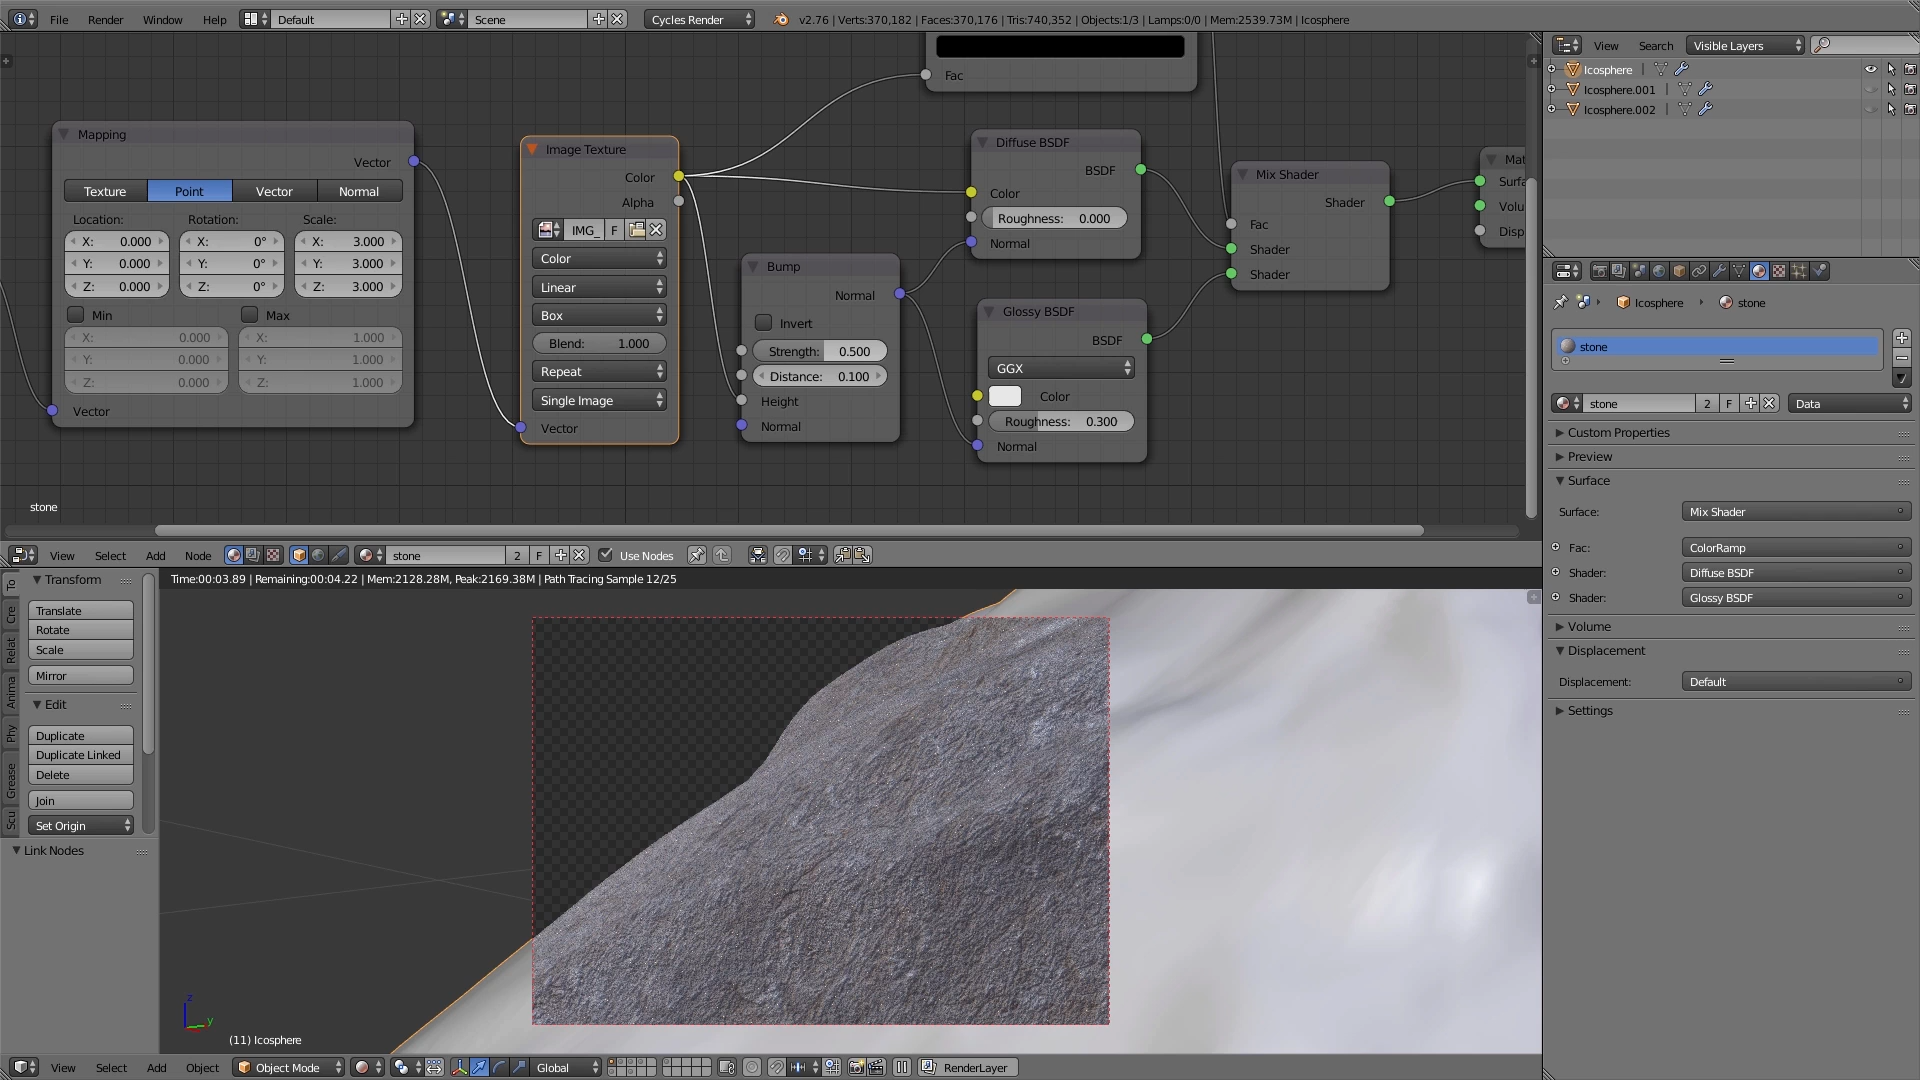 File Render Window Help Default Scene Cycles Render v2.76 | Verts:370,182 | Faces:370,176 | Tris:740,352 | Objects:1/3 | Lamps:0/0 | Mem:2539.73M | Icosphere
View Search Visible Layers
Icosphere
Icosphere.001
Icosphere.002
Fac
Mapping
Vector
Texture Point Vector Normal
Location: Rotation: Scale:
X: 0.000 X: 0° X: 3.000
Y: 0.000 Y: 0° Y: 3.000
Z: 0.000 Z: 0° Z: 3.000
Min Max
X: 0.000 X: 1.000
Y: 0.000 Y: 1.000
Z: 0.000 Z: 1.000
Vector
Image Texture
Color
Alpha
IMG_ F
Color
Linear
Box
Blend: 1.000
Repeat
Single Image
Vector
Bump
Normal
Invert
Strength: 0.500
Distance: 0.100
Height
Normal
Diffuse BSDF
BSDF
Color
Roughness: 0.000
Normal
Glossy BSDF
BSDF
GGX
Color
Roughness: 0.300
Normal
Mix Shader
Shader
Fac
Shader
Shader
Mat
Surfa
Volu
Disp
stone
View Select Add Node stone 2 F Use Nodes
Icosphere stone
stone
stone 2 F Data
Custom Properties
Preview
Surface
Surface: Mix Shader
Fac: ColorRamp
Shader: Diffuse BSDF
Shader: Glossy BSDF
Volume
Displacement
Displacement: Default
Settings
To
Cre
Relat
Anima
Phy
Grease
Scu
Transform
Translate
Rotate
Scale
Mirror
Edit
Duplicate
Duplicate Linked
Delete
Join
Set Origin
Link Nodes
Time:00:03.89 | Remaining:00:04.22 | Mem:2128.28M, Peak:2169.38M | Path Tracing Sample 12/25
z
y
(11) Icosphere
View Select Add Object Object Mode Global RenderLayer